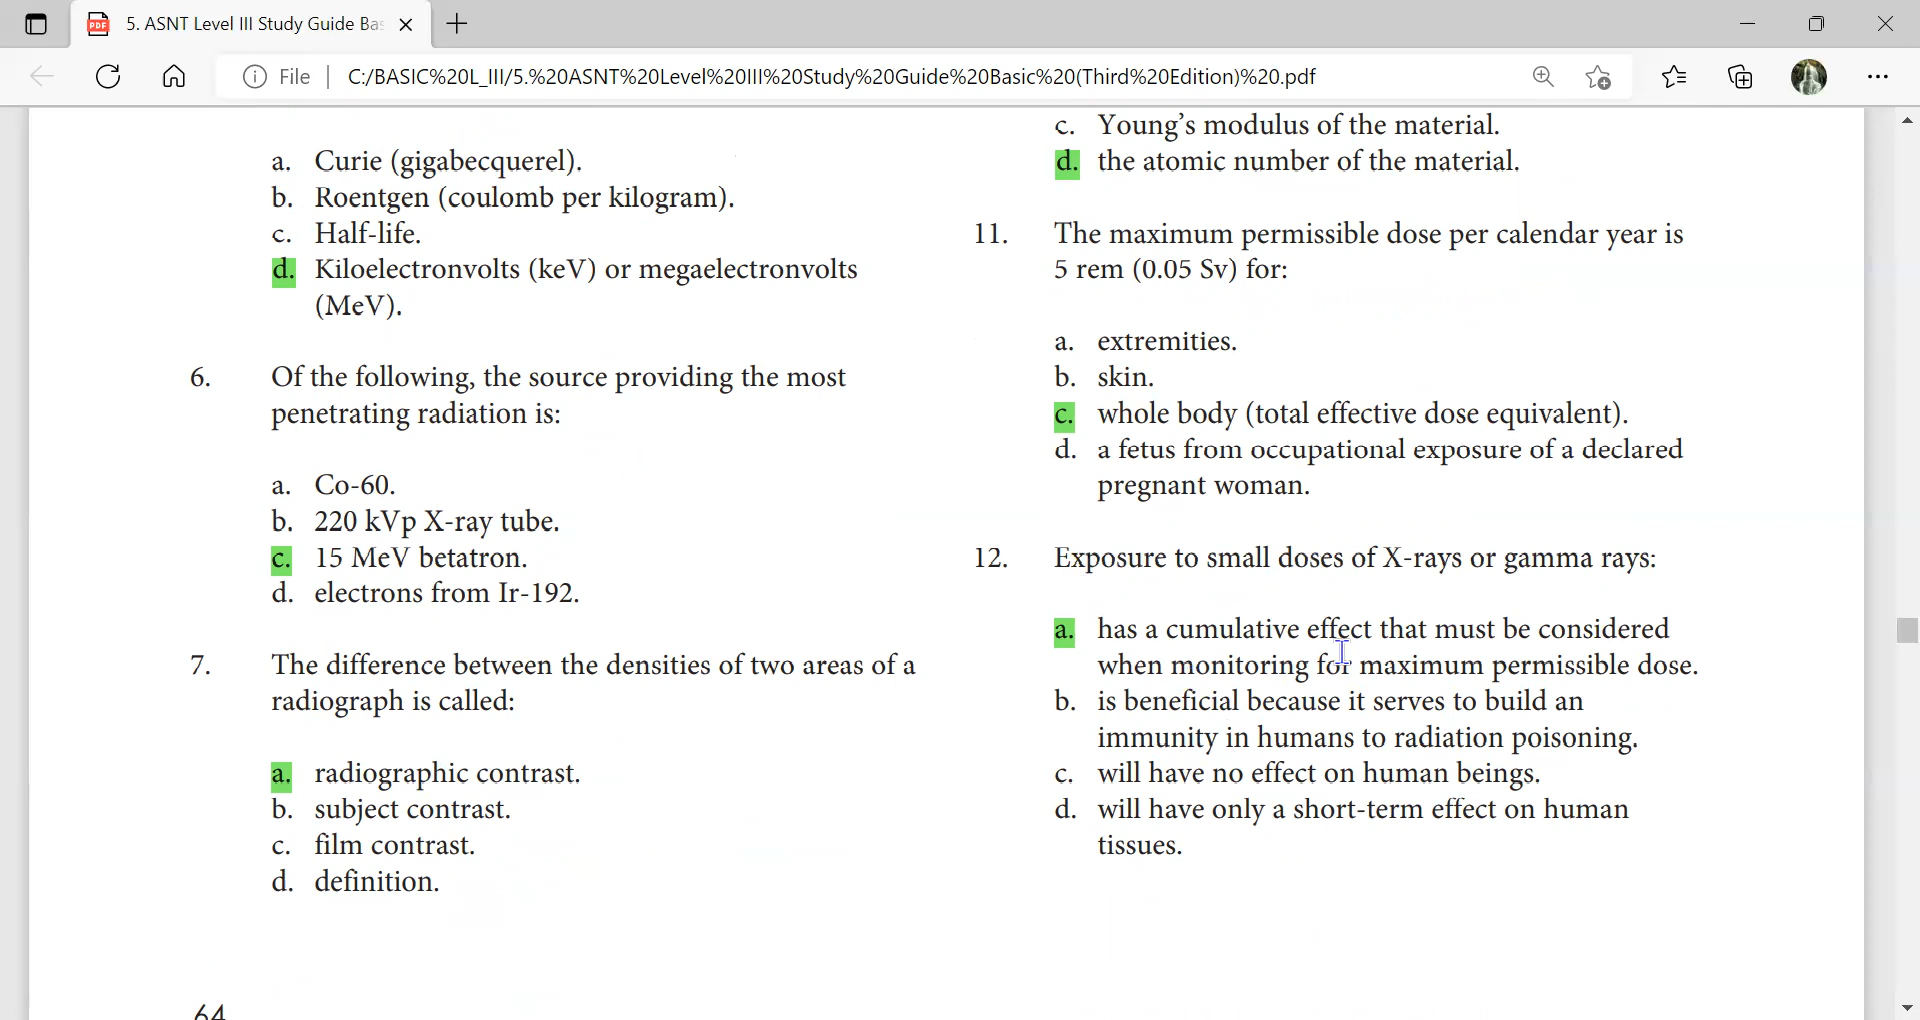 5. ASNT Level III Study Guide Ba
File
C:/BASIC%20L_III/5.%20ASNT%20Level%20III%20Study%20Guide%20Basic%20(Third%20Edition)%20.pdf
a. Curie (gigabecquerel).
b. Roentgen (coulomb per kilogram).
c. Half-life.
d. Kiloelectronvolts (keV) or megaelectronvolts
(MeV).
6. Of the following, the source providing the most
penetrating radiation is:
a. Co-60.
b. 220 kVp X-ray tube.
c. 15 MeV betatron.
d. electrons from Ir-192.
7. The difference between the densities of two areas of a
radiograph is called:
a. radiographic contrast.
b. subject contrast.
c. film contrast.
d. definition.
64
c. Young's modulus of the material.
d. the atomic number of the material.
11. The maximum permissible dose per calendar year is
5 rem (0.05 Sv) for:
a. extremities.
b. skin.
c. whole body (total effective dose equivalent).
d. a fetus from occupational exposure of a declared
pregnant woman.
12. Exposure to small doses of X-rays or gamma rays:
a. has a cumulative effect that must be considered
when monitoring for maximum permissible dose.
b. is beneficial because it serves to build an
immunity in humans to radiation poisoning.
c. will have no effect on human beings.
d. will have only a short-term effect on human
tissues.